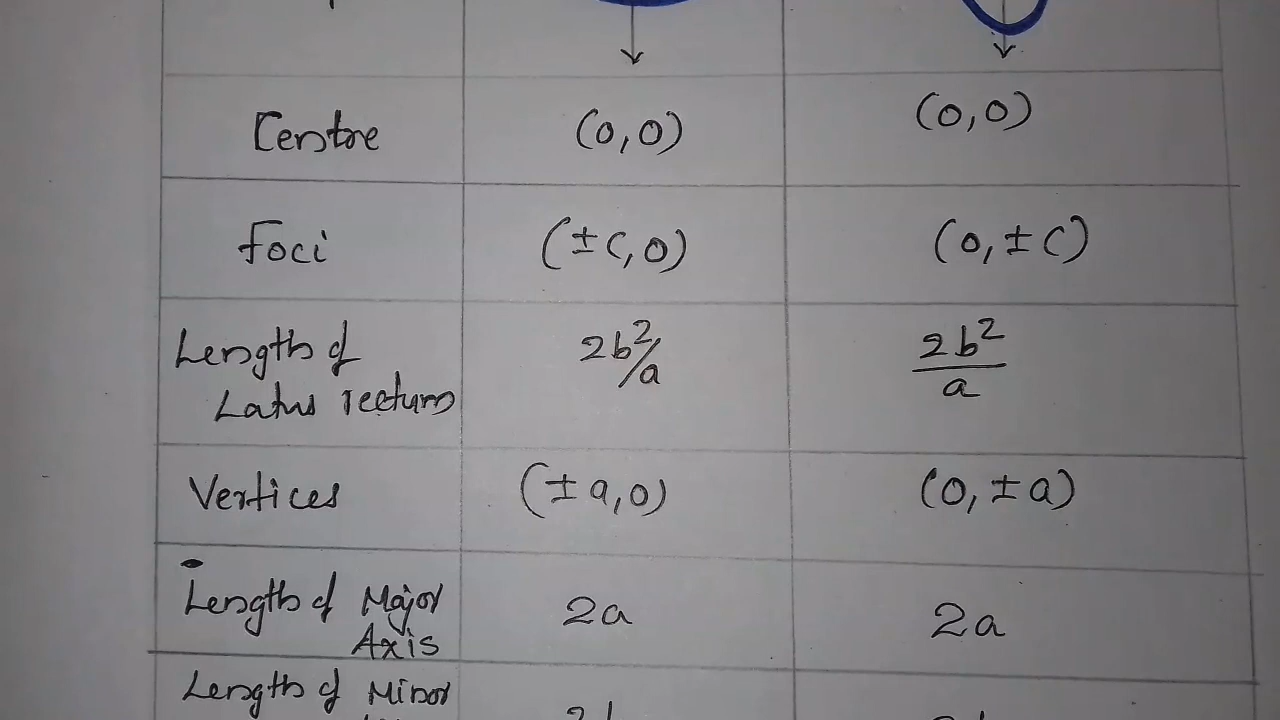 Centre (0,0) (0,0)
Foci (±c,0) (0,±c)
Length of
Latus rectum 2b²/a 2b²/a
Vertices (±a,0) (0,±a)
Length of Major
Axis 2a 2a
Length of Minor